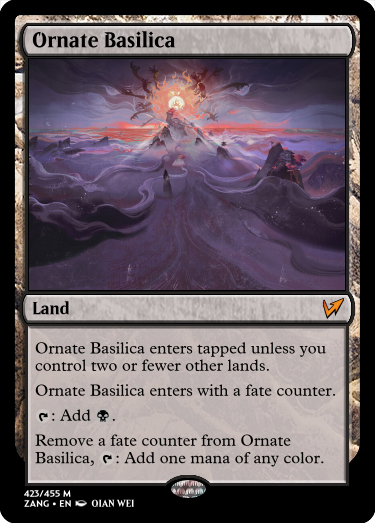 Ornate Basilica
Land
Ornate Basilica enters tapped unless you
control two or fewer other lands.
Ornate Basilica enters with a fate counter.
: Add .
Remove a fate counter from Ornate
Basilica, : Add one mana of any color.
423/455 M
ZANG • EN QIAN WEI